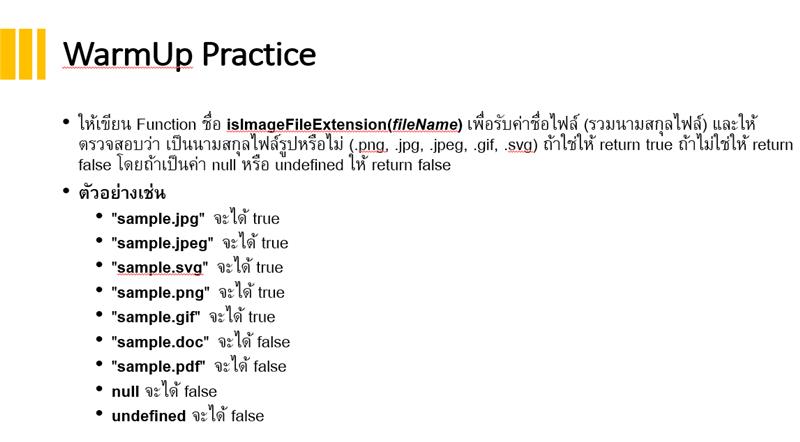 WarmUp Practice
• ให้เขียน Function ชื่อ isImageFileExtension(fileName) เพื่อรับค่าชื่อไฟล์ (รวมนามสกุลไฟล์) และให้
ตรวจสอบว่า เป็นนามสกุลไฟล์รูปหรือไม่ (.png, .jpg, .jpeg, .gif, .svg) ถ้าใช่ให้ return true ถ้าไม่ใช่ให้ return
false โดยถ้าเป็นค่า null หรือ undefined ให้ return false
• ตัวอย่างเช่น
• "sample.jpg" จะได้ true
• "sample.jpeg" จะได้ true
• "sample.svg" จะได้ true
• "sample.png" จะได้ true
• "sample.gif" จะได้ true
• "sample.doc" จะได้ false
• "sample.pdf" จะได้ false
• null จะได้ false
• undefined จะได้ false